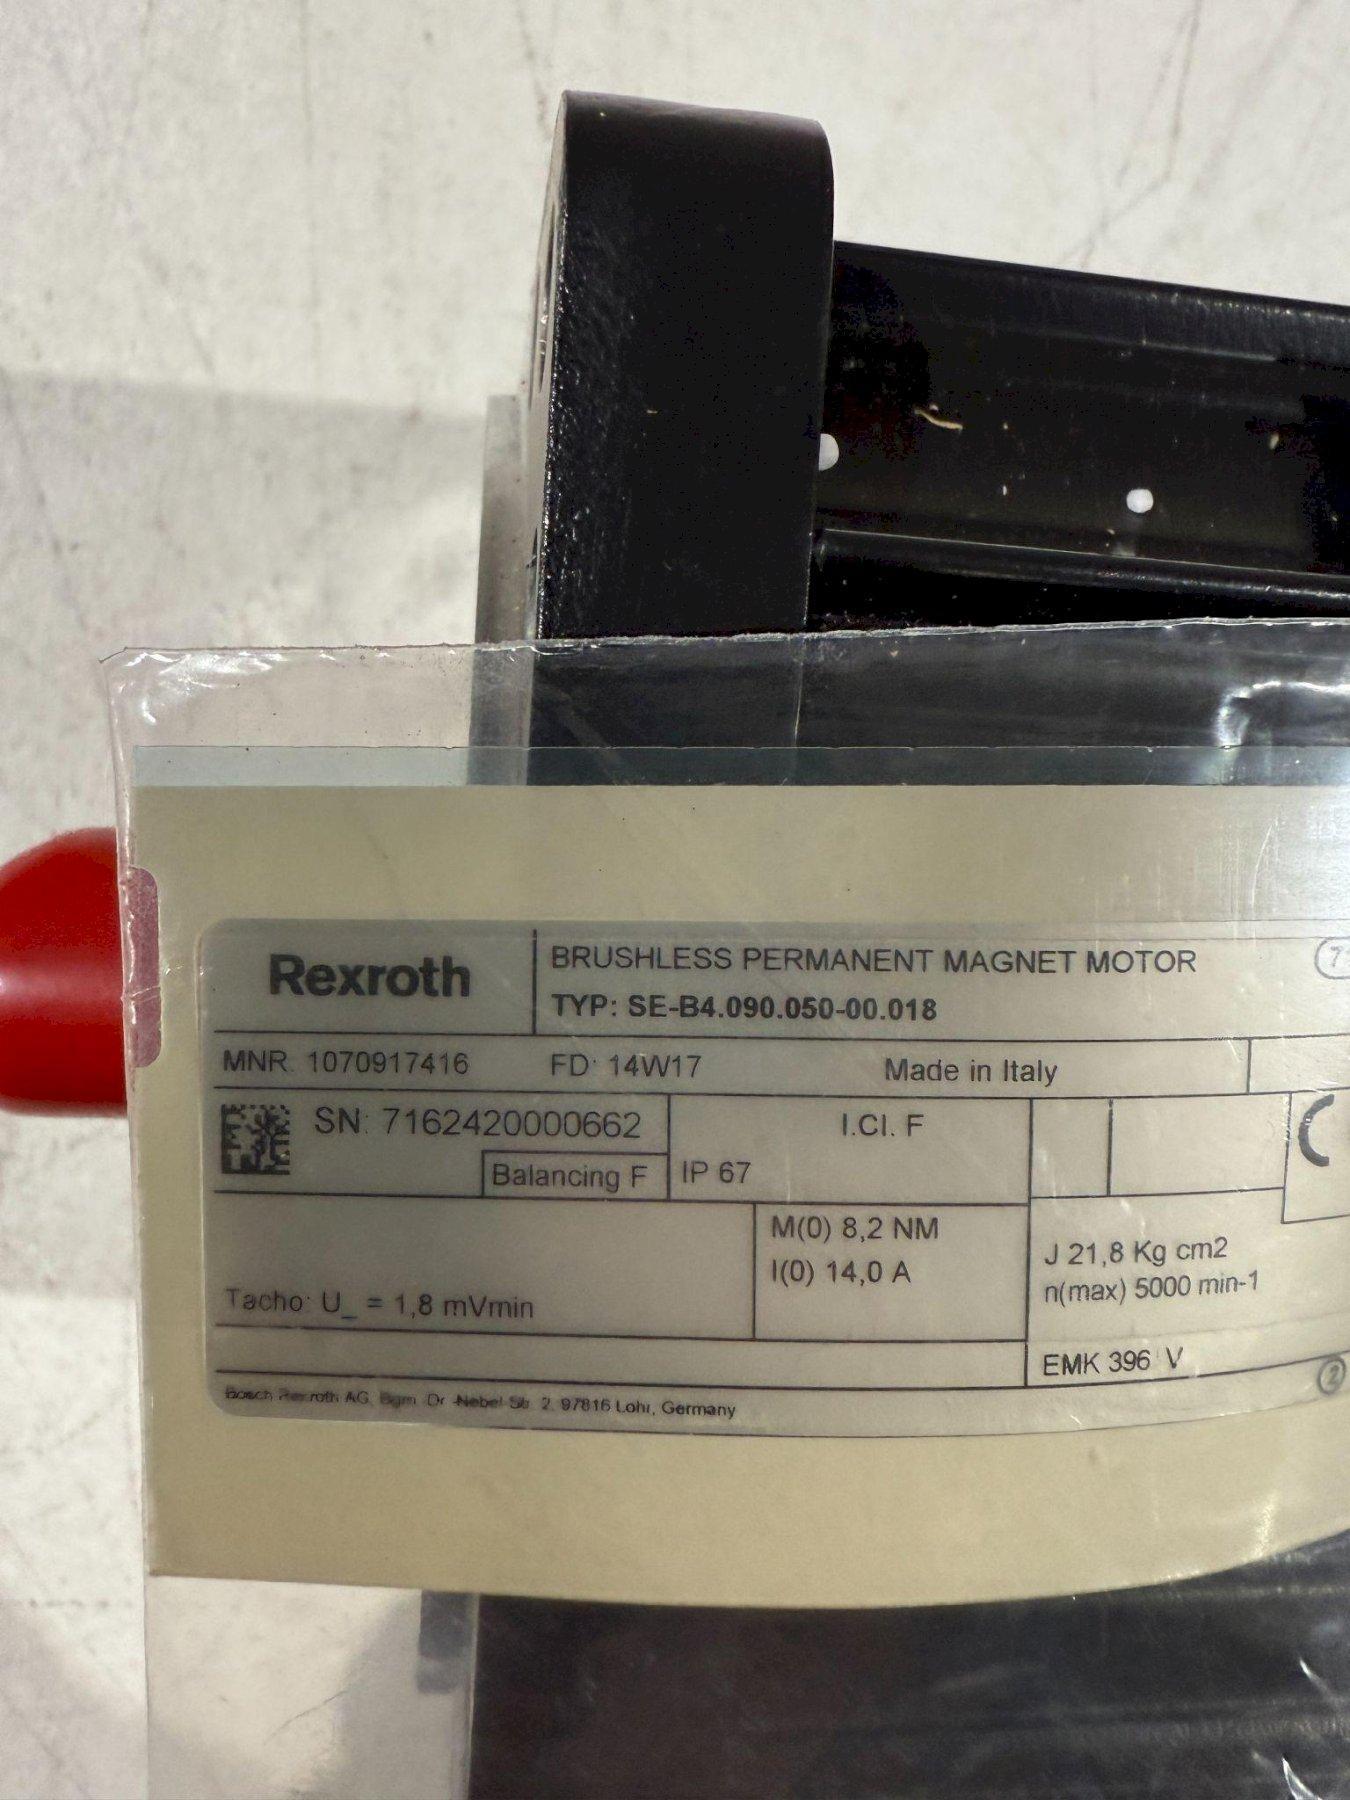 Rexroth
BRUSHLESS PERMANENT MAGNET MOTOR
TYP: SE-B4.090.050-00.018
MNR: 1070917416 FD: 14W17 Made in Italy
SN: 7162420000662
I.Cl. F
Balancing F
IP 67
M(0) 8,2 NM
I(0) 14,0 A
J 21,8 Kg cm2
n(max) 5000 min-1
Tacho: U_ = 1,8 mVmin
EMK 396 V
2
Bosch Rexroth AG, Bgm. Dr.-Nebel-Str. 2, 97816 Lohr, Germany